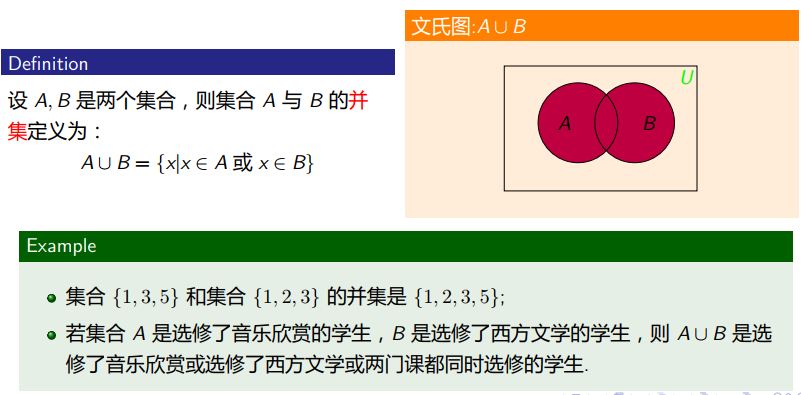 Definition
设 A, B 是两个集合，则集合 A 与 B 的并
集定义为：
A ∪ B = {x|x ∈ A 或 x ∈ B}
文氏图:A ∪ B
U
A B
Example
集合 {1, 3, 5} 和集合 {1, 2, 3} 的并集是 {1, 2, 3, 5};
若集合 A 是选修了音乐欣赏的学生，B 是选修了西方文学的学生，则 A ∪ B 是选
修了音乐欣赏或选修了西方文学或两门课都同时选修的学生.